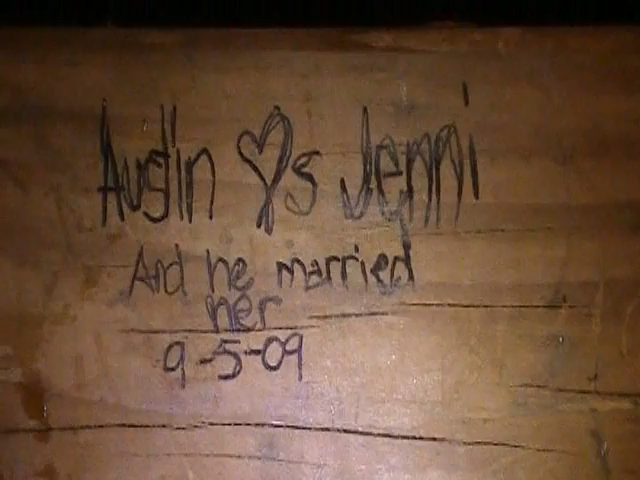 Austin ♡s Jenni
And he married
her
9-5-09